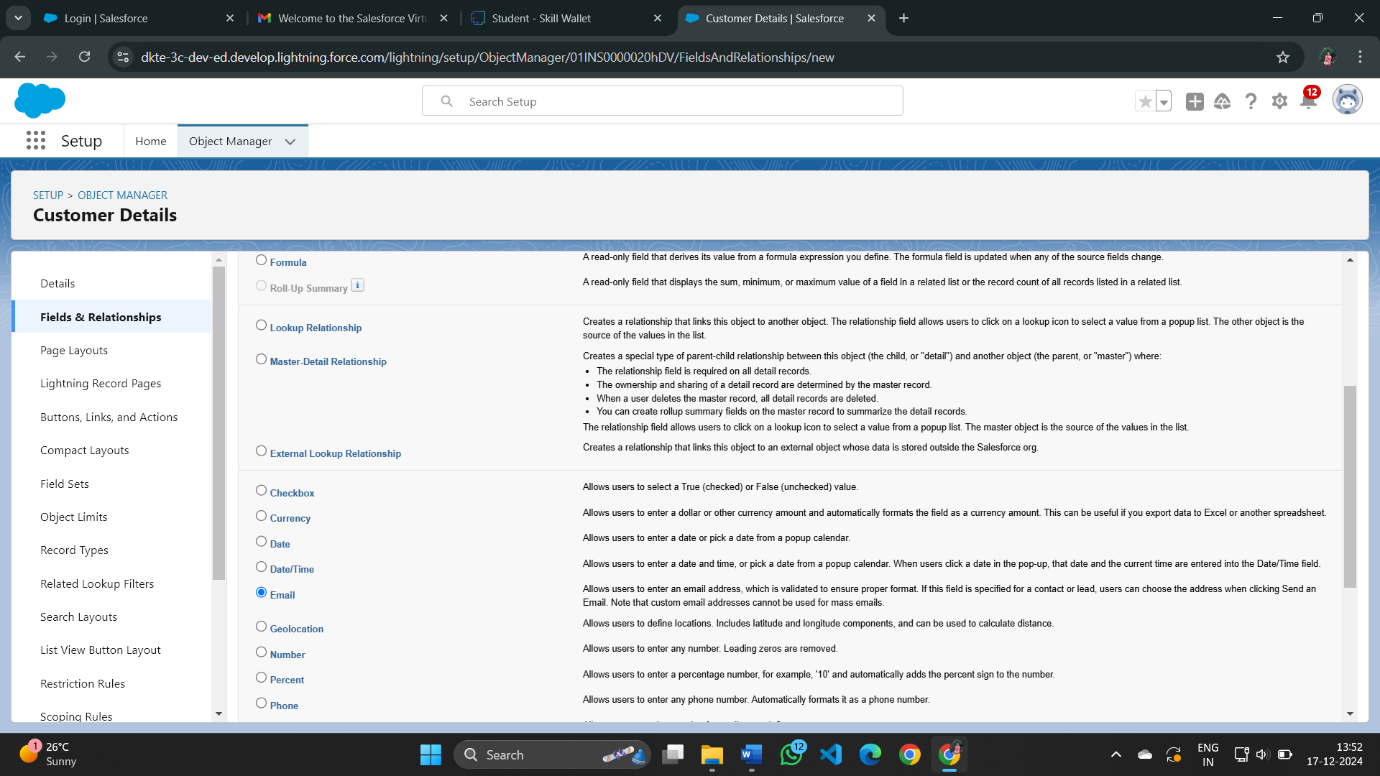 Login | Salesforce
Welcome to the Salesforce Virtu
Student - Skill Wallet
Customer Details | Salesforce
dkte-3c-dev-ed.develop.lightning.force.com/lightning/setup/ObjectManager/01INS0000020hDV/FieldsAndRelationships/new
Search Setup
12
Setup
Home
Object Manager
SETUP > OBJECT MANAGER
Customer Details
Details
Fields & Relationships
Page Layouts
Lightning Record Pages
Buttons, Links, and Actions
Compact Layouts
Field Sets
Object Limits
Record Types
Related Lookup Filters
Search Layouts
List View Button Layout
Restriction Rules
Scoping Rules
Formula
A read-only field that derives its value from a formula expression you define. The formula field is updated when any of the source fields change.
Roll-Up Summary i
A read-only field that displays the sum, minimum, or maximum value of a field in a related list or the record count of all records listed in a related list.
Lookup Relationship
Creates a relationship that links this object to another object. The relationship field allows users to click on a lookup icon to select a value from a popup list. The other object is the
source of the values in the list.
Master-Detail Relationship
Creates a special type of parent-child relationship between this object (the child, or "detail") and another object (the parent, or "master") where:
• The relationship field is required on all detail records.
• The ownership and sharing of a detail record are determined by the master record.
• When a user deletes the master record, all detail records are deleted.
• You can create rollup summary fields on the master record to summarize the detail records.
The relationship field allows users to click on a lookup icon to select a value from a popup list. The master object is the source of the values in the list.
External Lookup Relationship
Creates a relationship that links this object to an external object whose data is stored outside the Salesforce org.
Checkbox
Allows users to select a True (checked) or False (unchecked) value.
Currency
Allows users to enter a dollar or other currency amount and automatically formats the field as a currency amount. This can be useful if you export data to Excel or another spreadsheet.
Date
Allows users to enter a date or pick a date from a popup calendar.
Date/Time
Allows users to enter a date and time, or pick a date from a popup calendar. When users click a date in the pop-up, that date and the current time are entered into the Date/Time field.
Email
Allows users to enter an email address, which is validated to ensure proper format. If this field is specified for a contact or lead, users can choose the address when clicking Send an
Email. Note that custom email addresses cannot be used for mass emails.
Geolocation
Allows users to define locations. Includes latitude and longitude components, and can be used to calculate distance.
Number
Allows users to enter any number. Leading zeros are removed.
Percent
Allows users to enter a percentage number, for example, '10' and automatically adds the percent sign to the number.
Phone
Allows users to enter any phone number. Automatically formats it as a phone number.
1
26°C
Sunny
Search
12
ENG
IN
13:52
17-12-2024